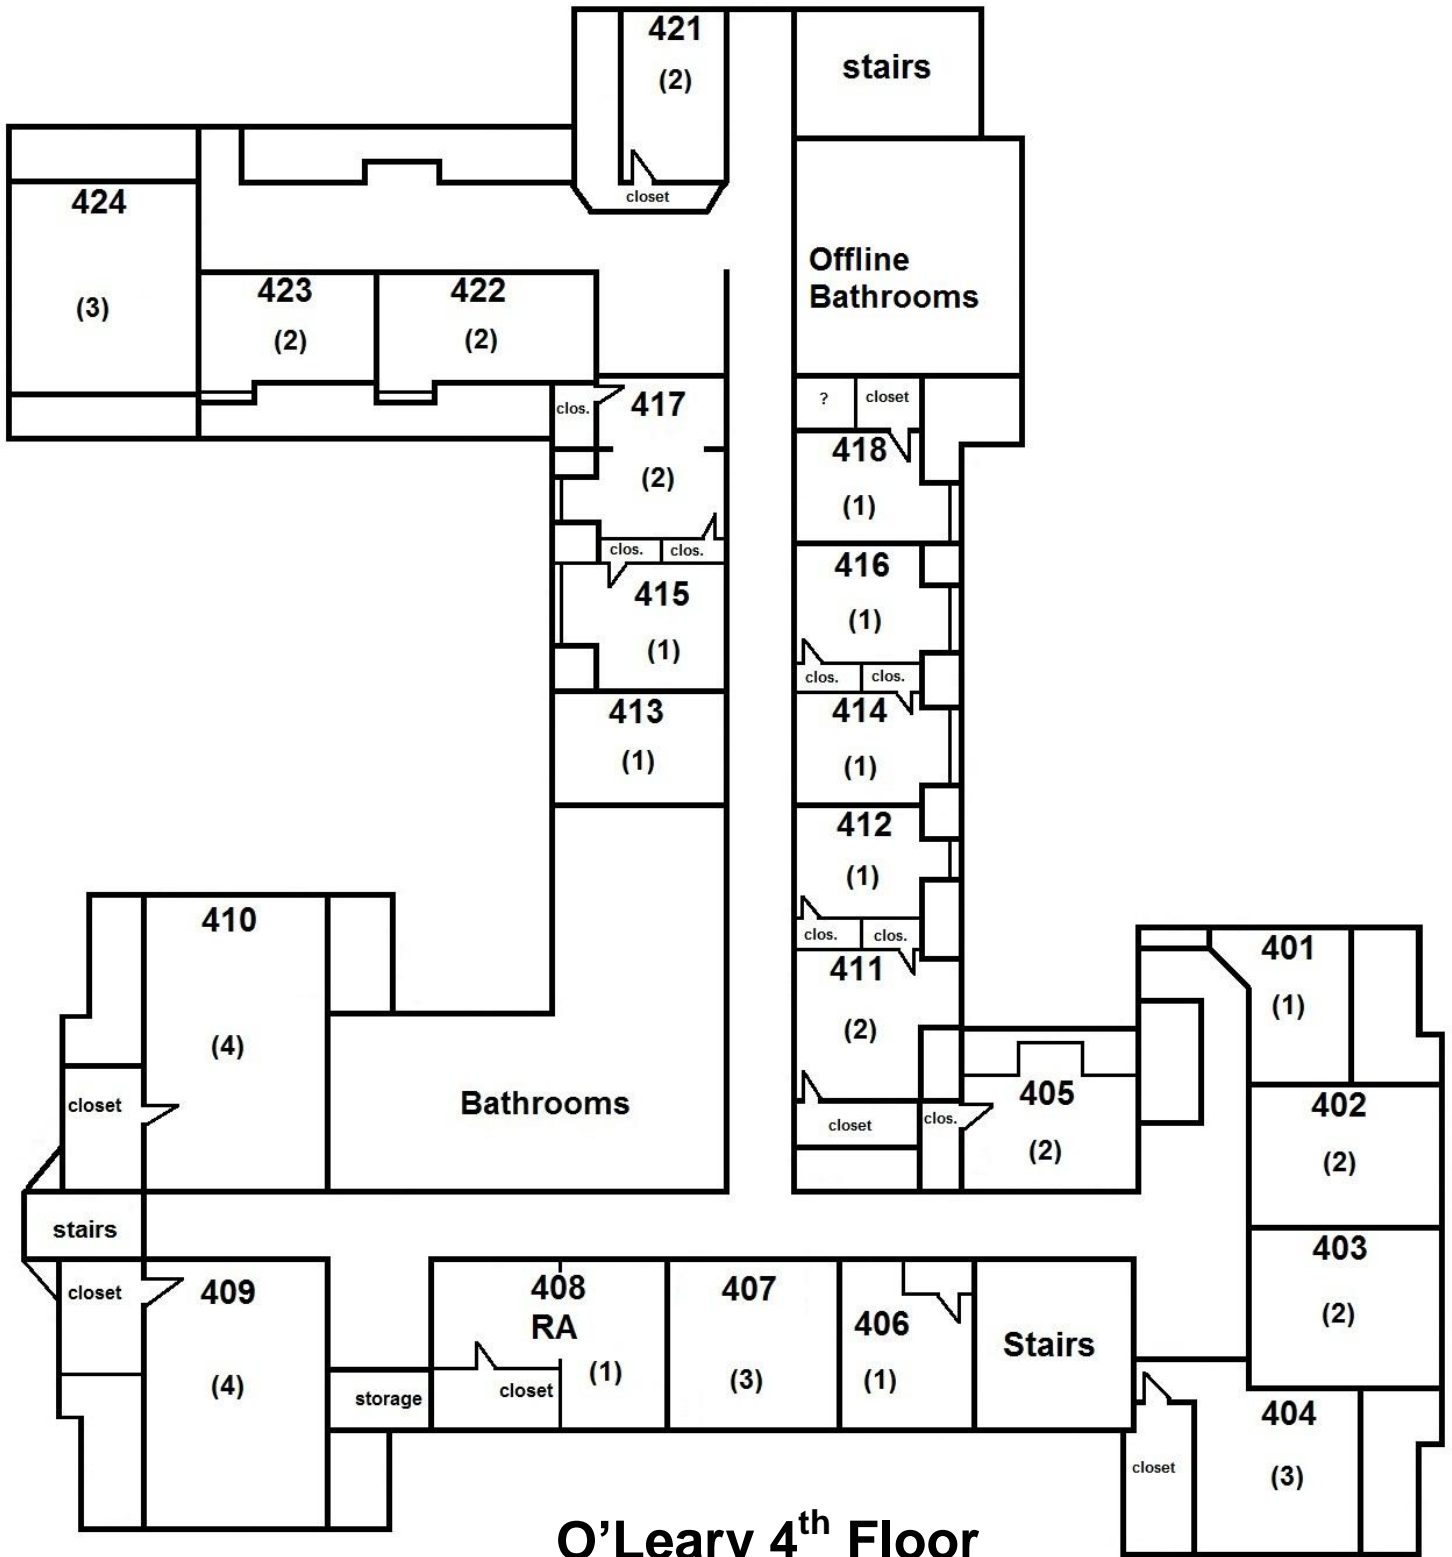 421
(2)
stairs
closet
424
(3)
Offline
Bathrooms
423
(2)
422
(2)
clos.
417
(2)
?
closet
418
(1)
clos.
clos.
415
(1)
416
(1)
clos.
clos.
413
(1)
414
(1)
412
(1)
clos.
clos.
411
(2)
closet
clos.
405
(2)
410
(4)
closet
Bathrooms
401
(1)
402
(2)
403
(2)
stairs
closet
409
(4)
storage
408
RA
(1)
closet
407
(3)
406
(1)
Stairs
closet
404
(3)
O’Leary 4th Floor